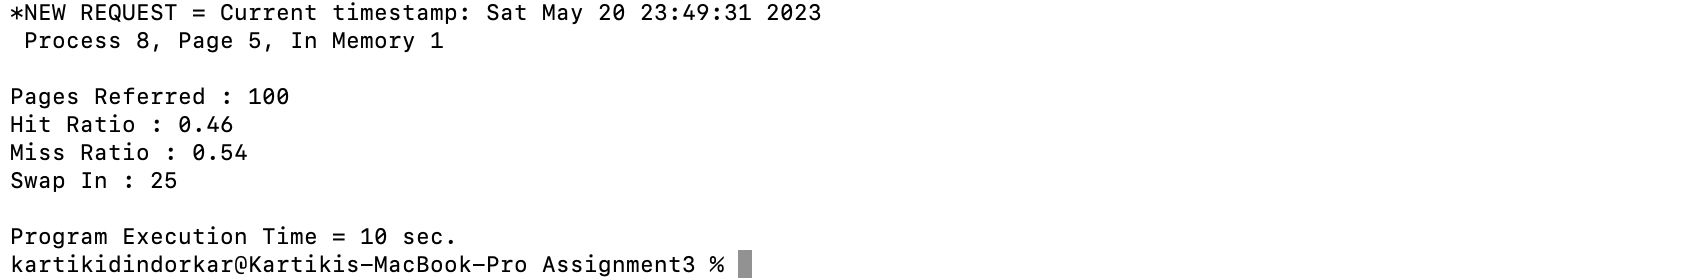 *NEW REQUEST = Current timestamp: Sat May 20 23:49:31 2023
Process 8, Page 5, In Memory 1
Pages Referred : 100
Hit Ratio : 0.46
Miss Ratio : 0.54
Swap In : 25
Program Execution Time = 10 sec.
kartikidindorkar@Kartikis-MacBook-Pro Assignment3 %